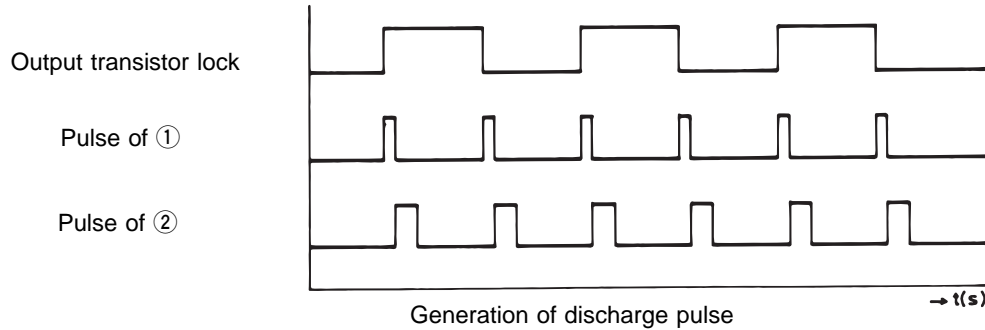 Output transistor lock
Pulse of ①
Pulse of ②
→ t(s)
Generation of discharge pulse